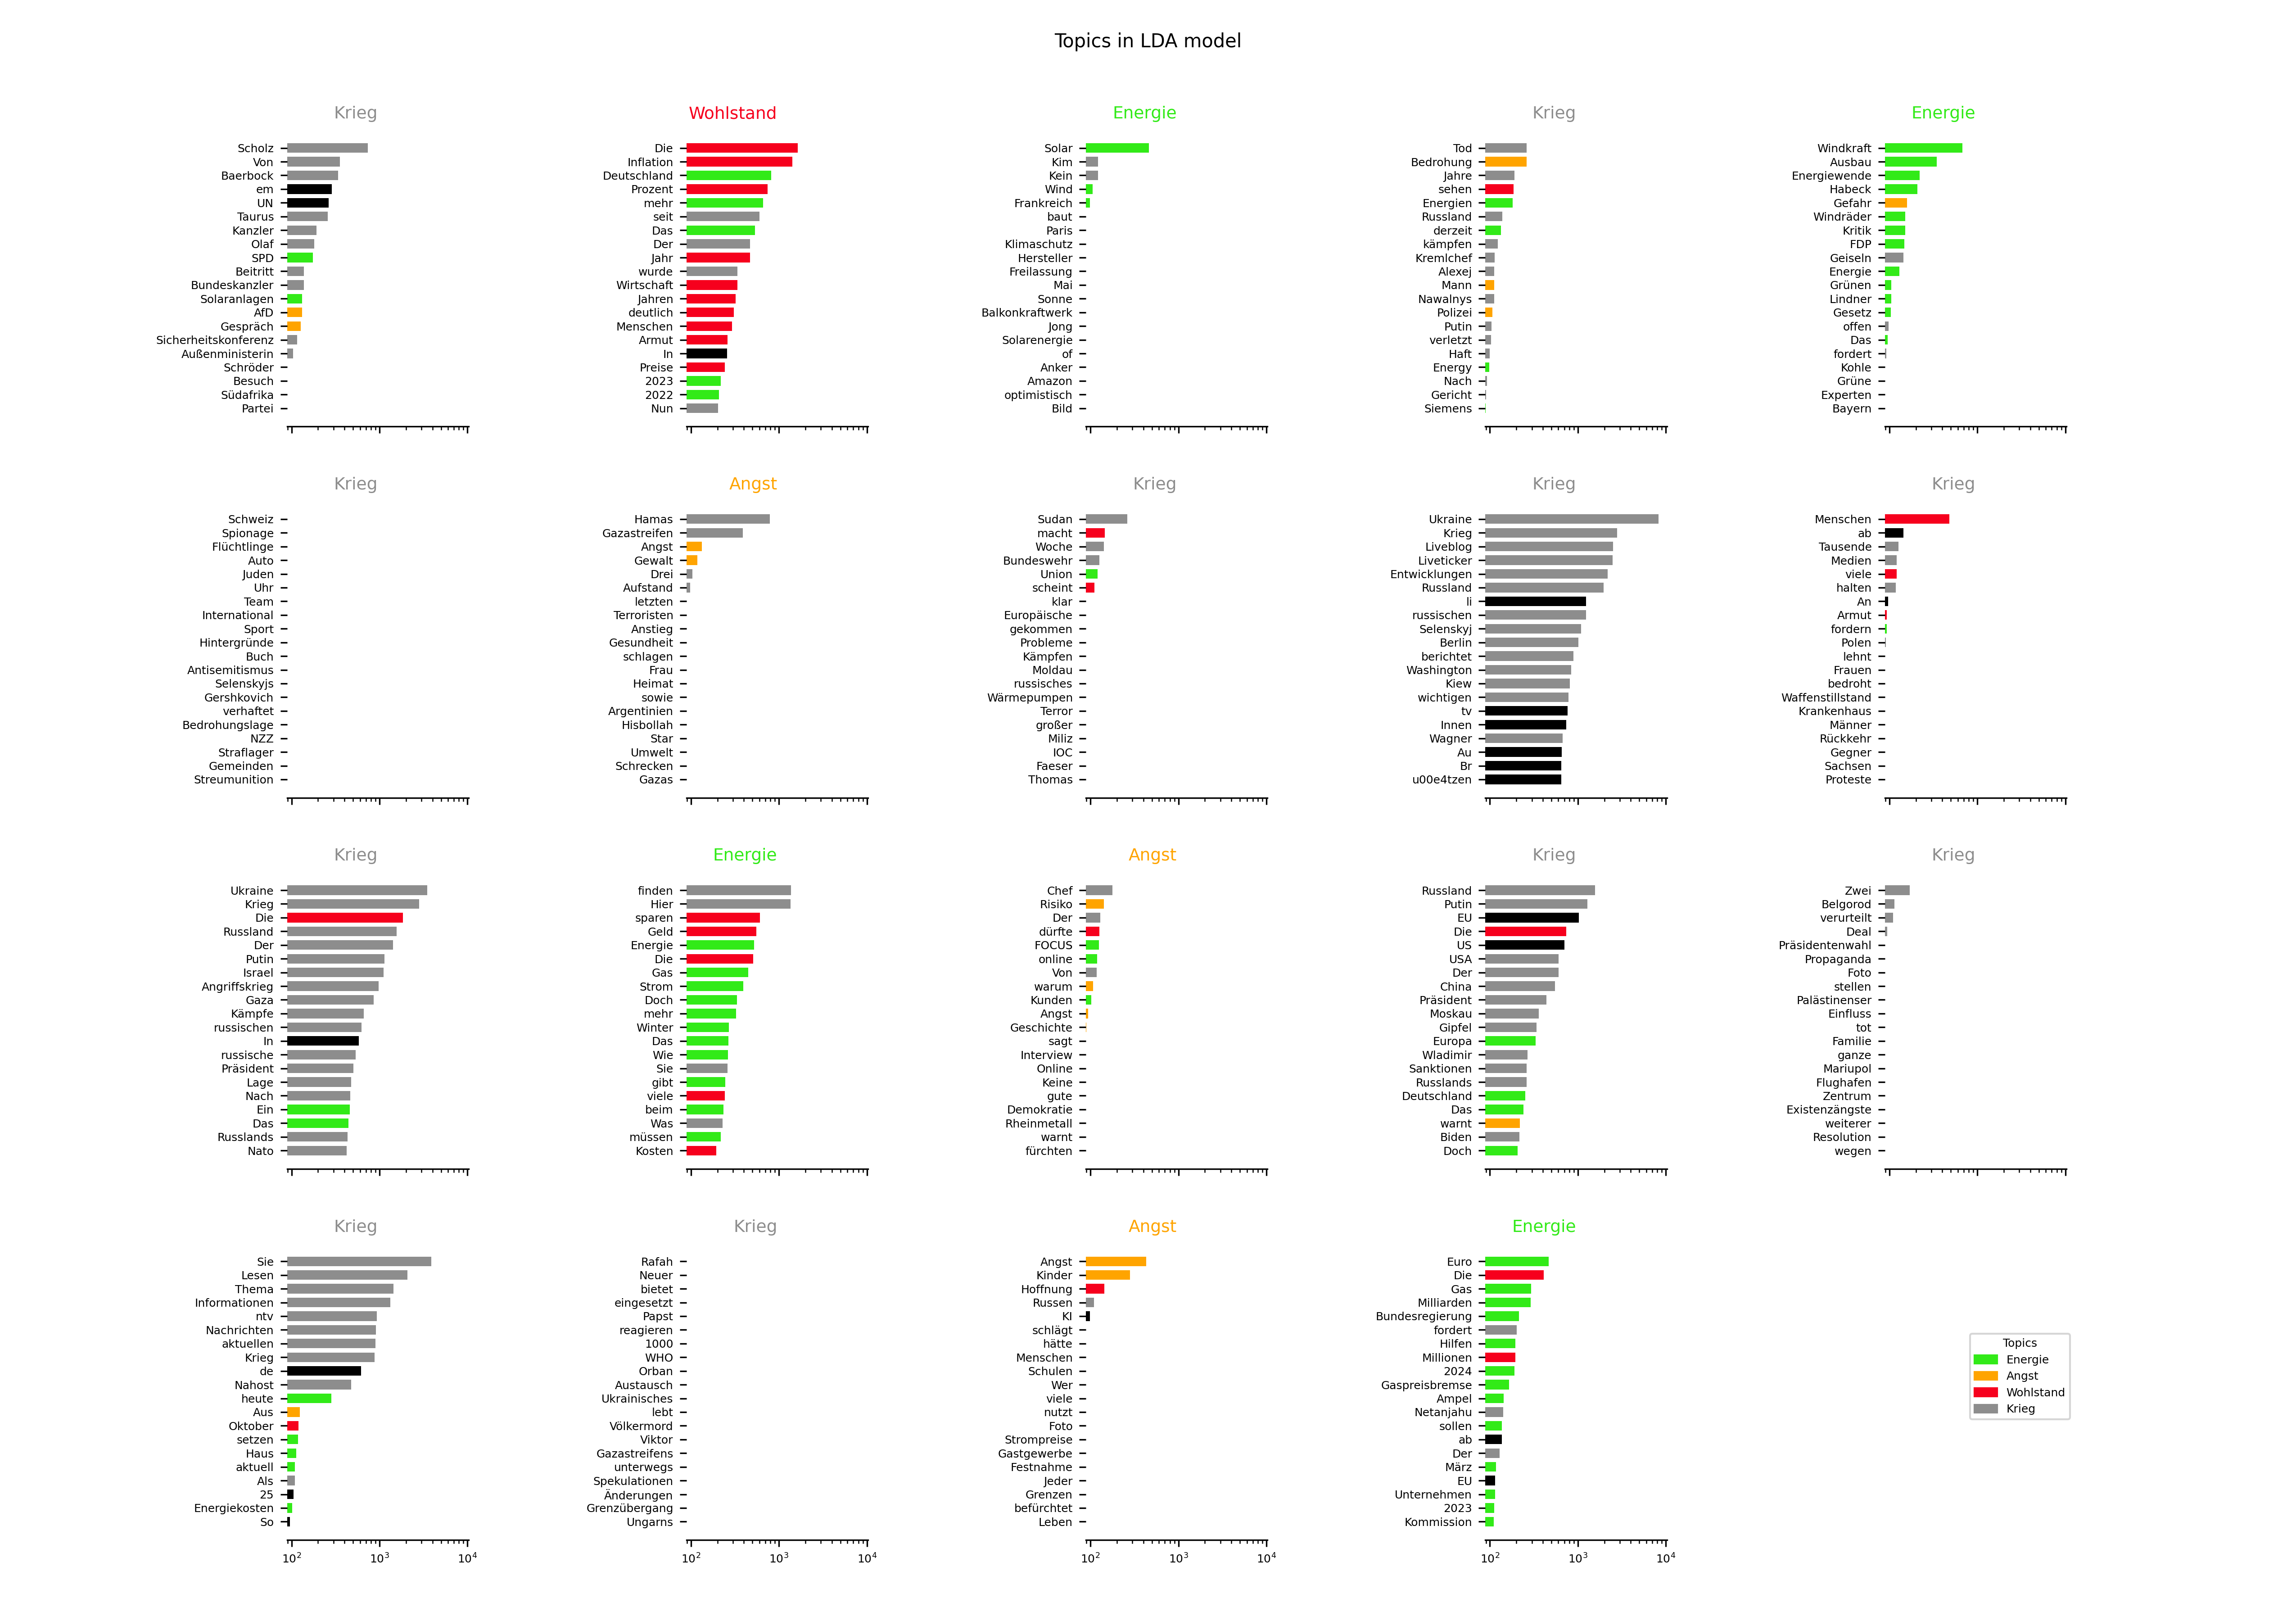 Topics in LDA model
Krieg
Scholz
Von
Baerbock
em
UN
Taurus
Kanzler
Olaf
SPD
Beitritt
Bundeskanzler
Solaranlagen
AfD
Gespräch
Sicherheitskonferenz
Außenministerin
Schröder
Besuch
Südafrika
Partei
Wohlstand
Die
Inflation
Deutschland
Prozent
mehr
seit
Das
Der
Jahr
wurde
Wirtschaft
Jahren
deutlich
Menschen
Armut
In
Preise
2023
2022
Nun
Energie
Solar
Kim
Kein
Wind
Frankreich
baut
Paris
Klimaschutz
Hersteller
Freilassung
Mai
Sonne
Balkonkraftwerk
Jong
Solarenergie
of
Anker
Amazon
optimistisch
Bild
Krieg
Tod
Bedrohung
Jahre
sehen
Energien
Russland
derzeit
kämpfen
Kremlchef
Alexej
Mann
Nawalnys
Polizei
Putin
verletzt
Haft
Energy
Nach
Gericht
Siemens
Energie
Windkraft
Ausbau
Energiewende
Habeck
Gefahr
Windräder
Kritik
FDP
Geiseln
Energie
Grünen
Lindner
Gesetz
offen
Das
fordert
Kohle
Grüne
Experten
Bayern
Krieg
Schweiz
Spionage
Flüchtlinge
Auto
Juden
Uhr
Team
International
Sport
Hintergründe
Buch
Antisemitismus
Selenskyjs
Gershkovich
verhaftet
Bedrohungslage
NZZ
Straflager
Gemeinden
Streumunition
Angst
Hamas
Gazastreifen
Angst
Gewalt
Drei
Aufstand
letzten
Terroristen
Anstieg
Gesundheit
schlagen
Frau
Heimat
sowie
Argentinien
Hisbollah
Star
Umwelt
Schrecken
Gazas
Krieg
Sudan
macht
Woche
Bundeswehr
Union
scheint
klar
Europäische
gekommen
Probleme
Kämpfen
Moldau
russisches
Wärmepumpen
Terror
großer
Miliz
IOC
Faeser
Thomas
Krieg
Ukraine
Krieg
Liveblog
Liveticker
Entwicklungen
Russland
li
russischen
Selenskyj
Berlin
berichtet
Washington
Kiew
wichtigen
tv
Innen
Wagner
Au
Br
u00e4tzen
Krieg
Menschen
ab
Tausende
Medien
viele
halten
An
Armut
fordern
Polen
lehnt
Frauen
bedroht
Waffenstillstand
Krankenhaus
Männer
Rückkehr
Gegner
Sachsen
Proteste
Krieg
Ukraine
Krieg
Die
Russland
Der
Putin
Israel
Angriffskrieg
Gaza
Kämpfe
russischen
In
russische
Präsident
Lage
Nach
Ein
Das
Russlands
Nato
Energie
finden
Hier
sparen
Geld
Energie
Die
Gas
Strom
Doch
mehr
Winter
Das
Wie
Sie
gibt
viele
beim
Was
müssen
Kosten
Angst
Chef
Risiko
Der
dürfte
FOCUS
online
Von
warum
Kunden
Angst
Geschichte
sagt
Interview
Online
Keine
gute
Demokratie
Rheinmetall
warnt
fürchten
Krieg
Russland
Putin
EU
Die
US
USA
Der
China
Präsident
Moskau
Gipfel
Europa
Wladimir
Sanktionen
Russlands
Deutschland
Das
warnt
Biden
Doch
Krieg
Zwei
Belgorod
verurteilt
Deal
Präsidentenwahl
Propaganda
Foto
stellen
Palästinenser
Einfluss
tot
Familie
ganze
Mariupol
Flughafen
Zentrum
Existenzängste
weiterer
Resolution
wegen
Krieg
Sie
Lesen
Thema
Informationen
ntv
Nachrichten
aktuellen
Krieg
de
Nahost
heute
Aus
Oktober
setzen
Haus
aktuell
Als
25
Energiekosten
So
10² 10³ 10⁴
Krieg
Rafah
Neuer
bietet
eingesetzt
Papst
reagieren
1000
WHO
Orban
Austausch
Ukrainisches
lebt
Völkermord
Viktor
Gazastreifens
unterwegs
Spekulationen
Änderungen
Grenzübergang
Ungarns
10² 10³ 10⁴
Angst
Angst
Kinder
Hoffnung
Russen
KI
schlägt
hätte
Menschen
Schulen
Wer
viele
nutzt
Foto
Strompreise
Gastgewerbe
Festnahme
Jeder
Grenzen
befürchtet
Leben
10² 10³ 10⁴
Energie
Euro
Die
Gas
Milliarden
Bundesregierung
fordert
Hilfen
Millionen
2024
Gaspreisbremse
Ampel
Netanjahu
sollen
ab
Der
März
EU
Unternehmen
2023
Kommission
10² 10³ 10⁴
Topics
Energie
Angst
Wohlstand
Krieg